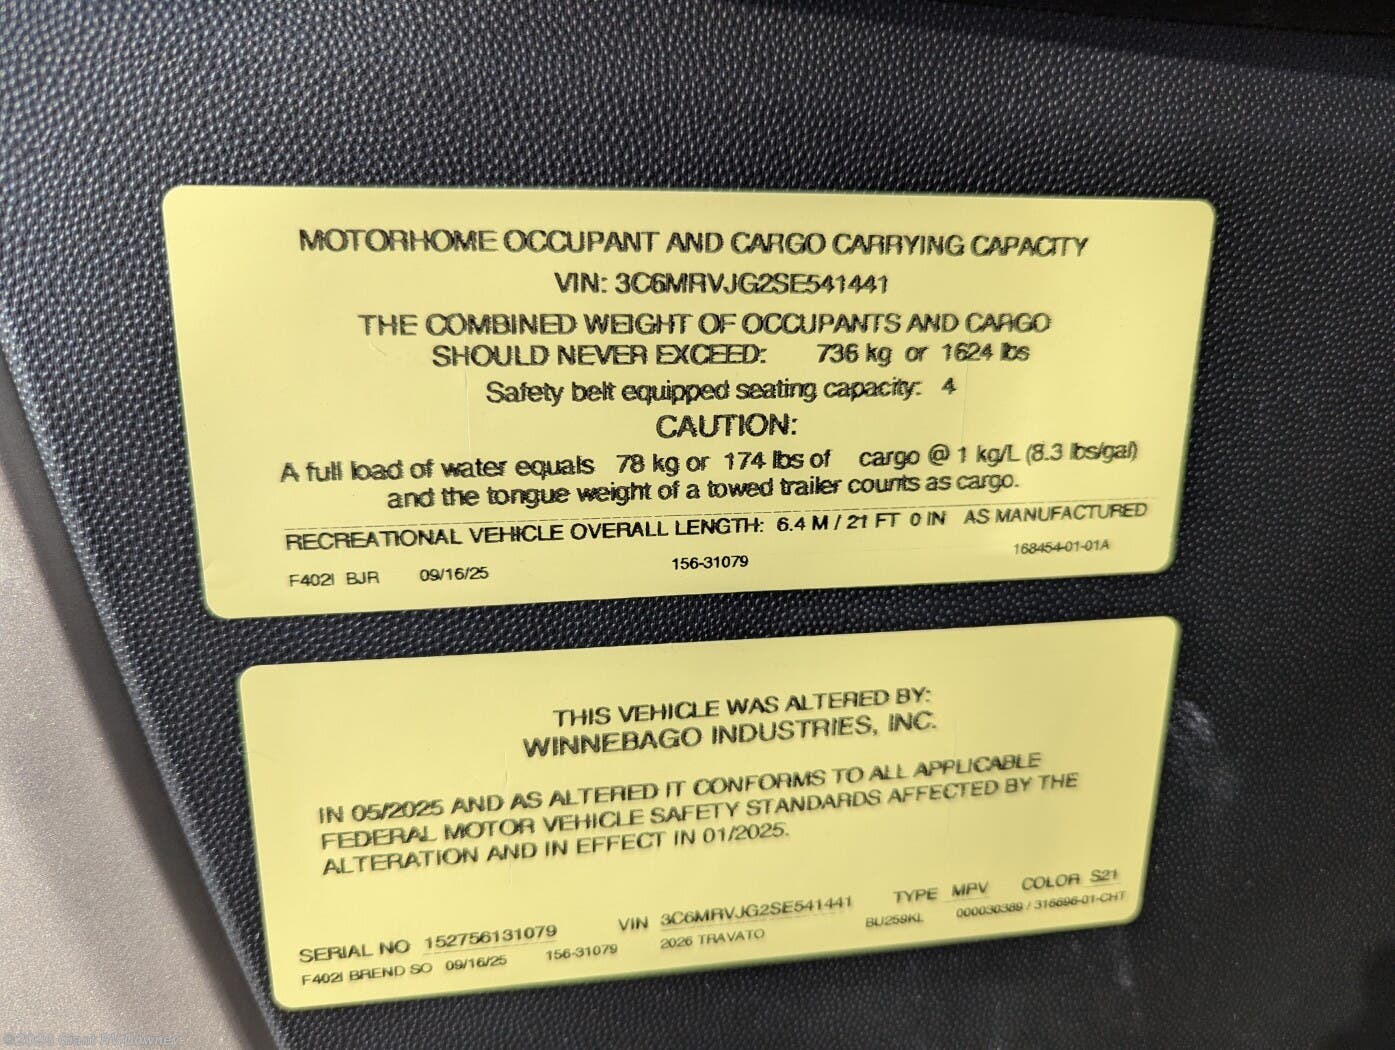 MOTORHOME OCCUPANT AND CARGO CARRYING CAPACITY
VIN: 3C6MRVJG2SE541441
THE COMBINED WEIGHT OF OCCUPANTS AND CARGO
SHOULD NEVER EXCEED: 736 kg or 1624 lbs
Safety belt equipped seating capacity: 4
CAUTION:
A full load of water equals 78 kg or 174 lbs of cargo @ 1 kg/L (8.3 lbs/gal)
and the tongue weight of a towed trailer counts as cargo.
RECREATIONAL VEHICLE OVERALL LENGTH: 6.4 M / 21 FT 0 IN AS MANUFACTURED
F402I BJR 09/16/25 156-31079 168454-01-01A
THIS VEHICLE WAS ALTERED BY:
WINNEBAGO INDUSTRIES, INC.
IN 05/2025 AND AS ALTERED IT CONFORMS TO ALL APPLICABLE
FEDERAL MOTOR VEHICLE SAFETY STANDARDS AFFECTED BY THE
ALTERATION AND IN EFFECT IN 01/2025.
SERIAL NO 152756131079 VIN 3C6MRVJG2SE541441 TYPE MPV COLOR S21
F402I BREND SO 09/16/25 156-31079 2026 TRAVATO BU259KL 000030389 / 316696-01-CHT